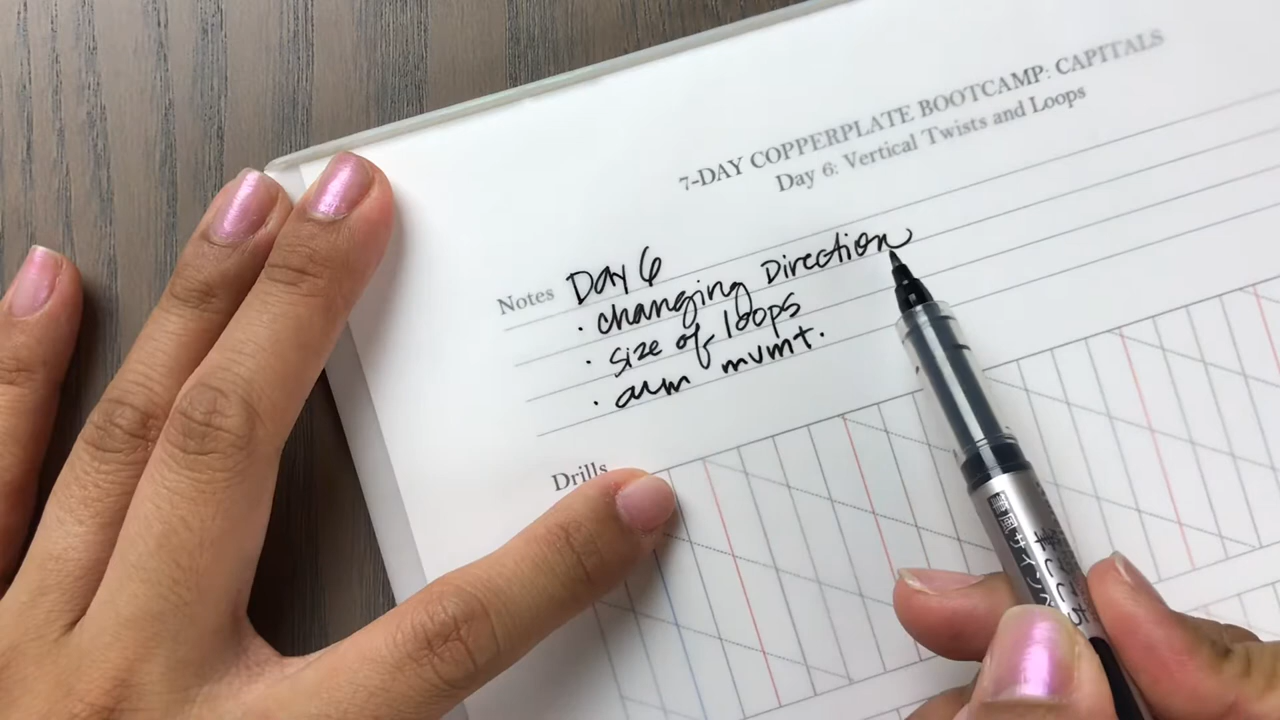 7-DAY COPPERPLATE BOOTCAMP: CAPITALS
Day 6: Vertical Twists and Loops
Notes Day 6
· changing Direction
· size of loops
· arm mvmt.
Drills